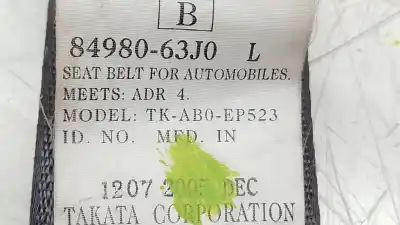 B
84980-63J0 L
SEAT BELT FOR AUTOMOBILES.
MEETS: ADR 4.
MODEL: TK-AB0-EP523
ID. NO. MFD. IN
1207 2005 DEC
TAKATA CORPORATION